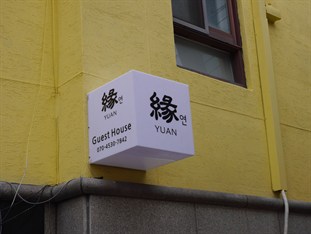 緣연
YUAN
Guest House
070-4530-7842
緣연
YUAN